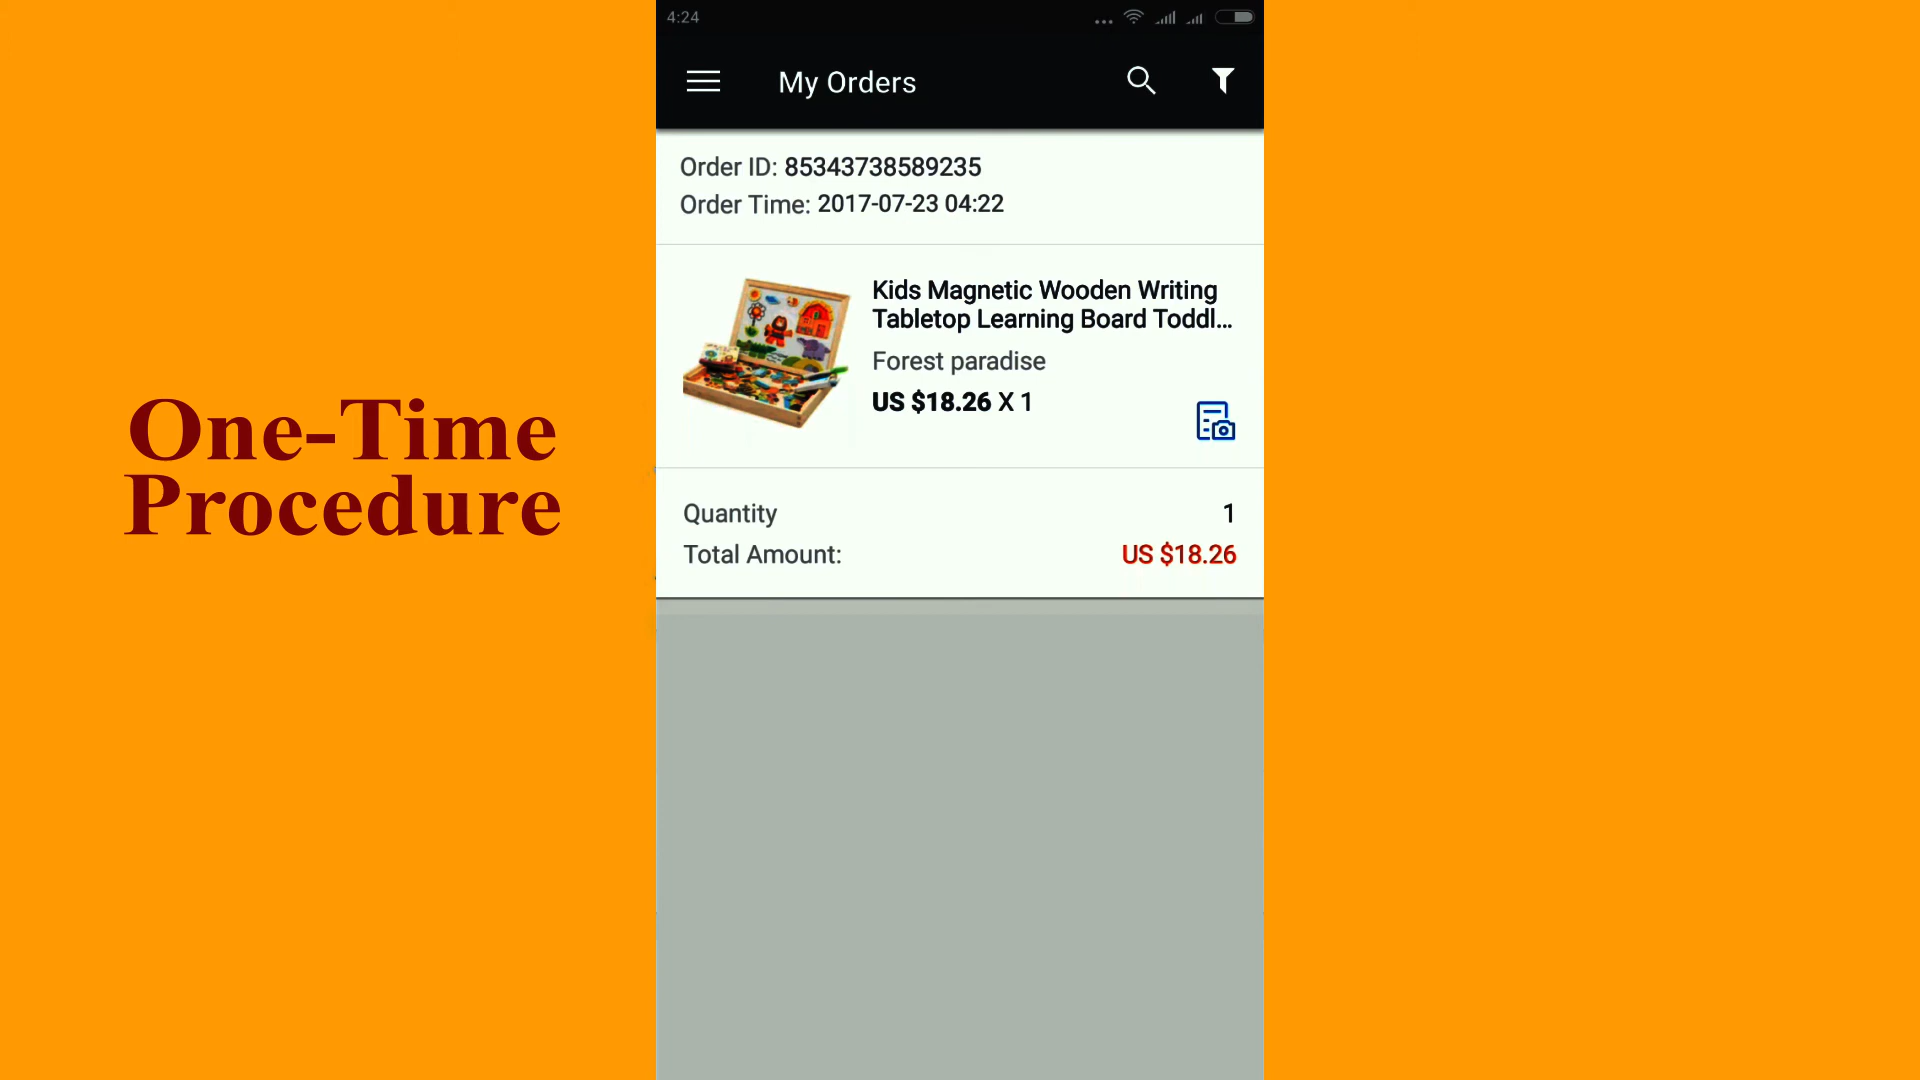 4:24
My Orders
Order ID: 85343738589235
Order Time: 2017-07-23 04:22
Kids Magnetic Wooden Writing
Tabletop Learning Board Toddl...
Forest paradise
US $18.26 X 1
Quantity 1
Total Amount: US $18.26
One-Time
Procedure